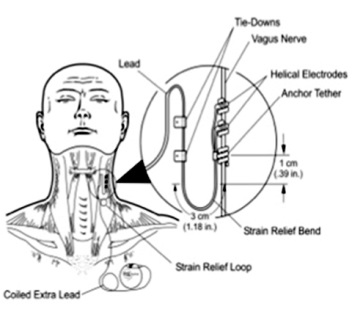 Tie-Downs
Vagus Nerve
Lead
Helical Electrodes
Anchor Tether
1 cm
(.39 in.)
3 cm
(1.18 in.)
Strain Relief Bend
Strain Relief Loop
Coiled Extra Lead